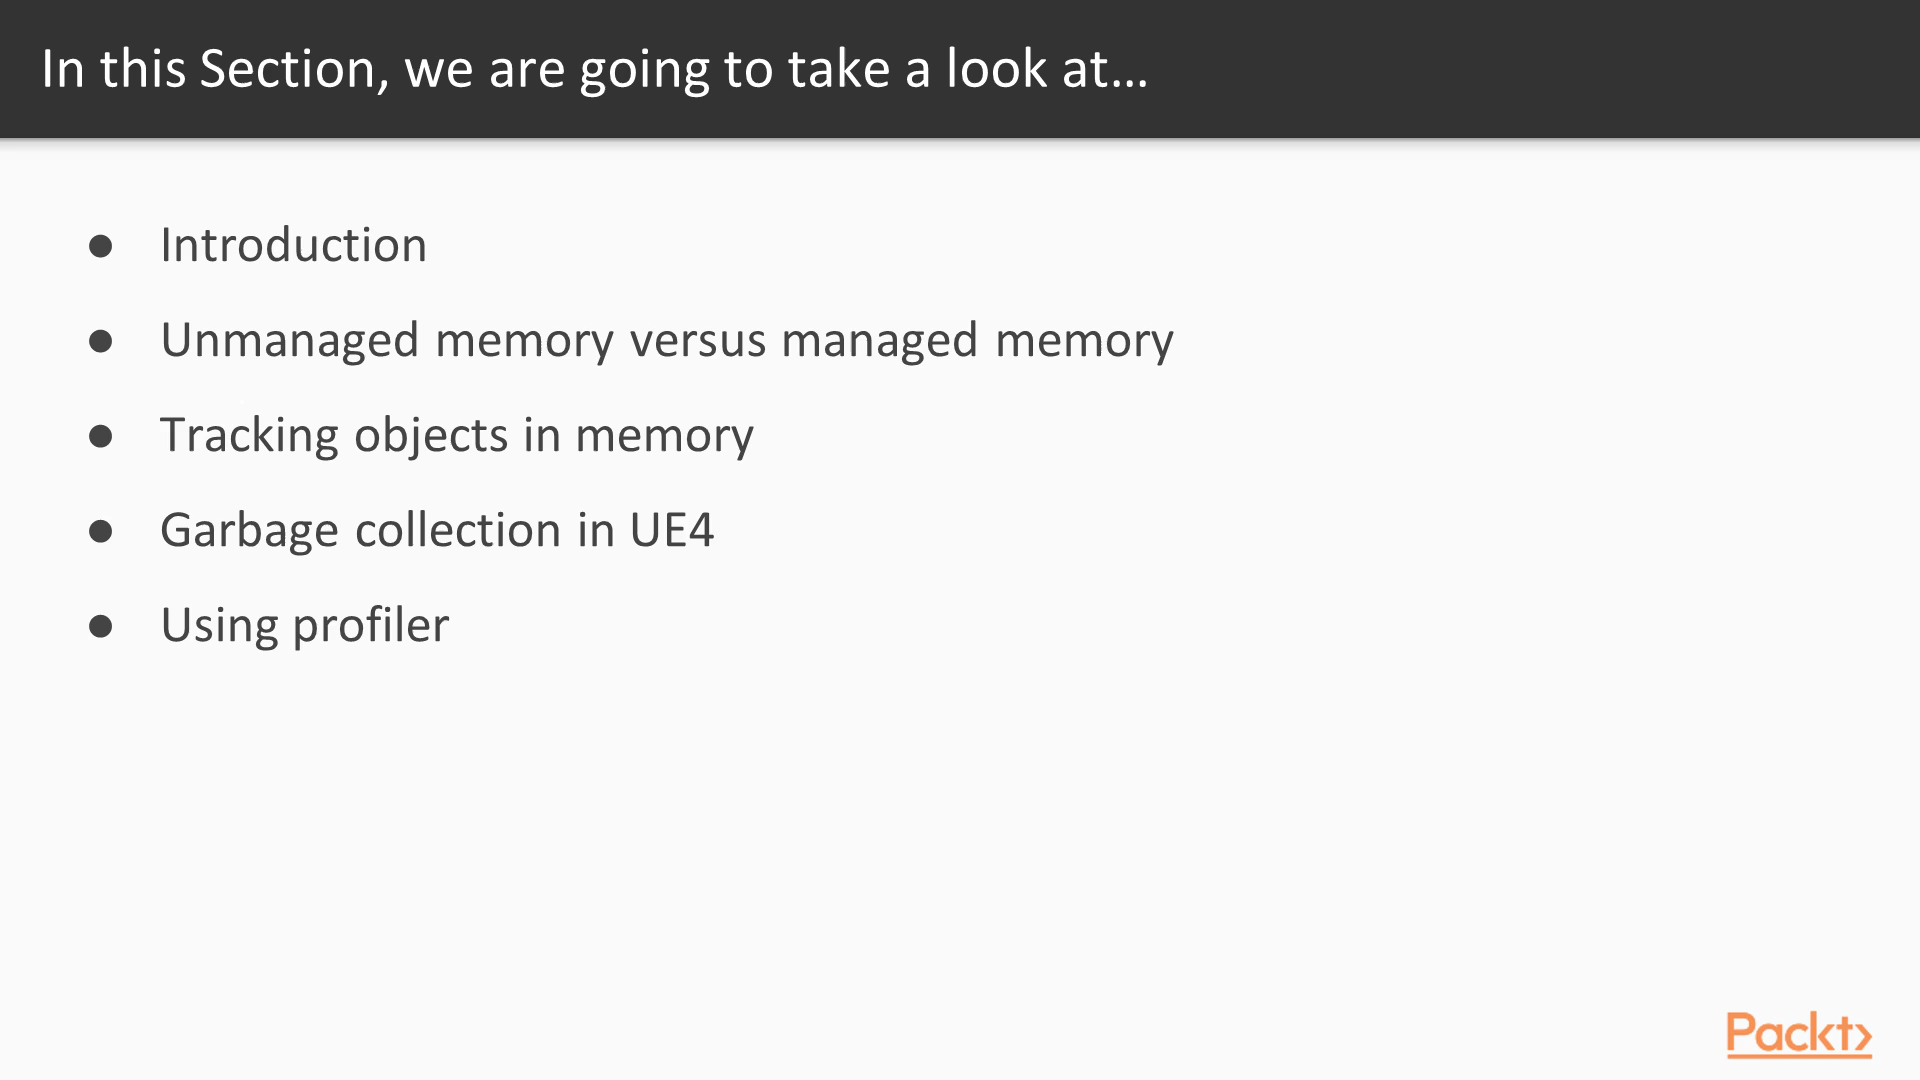 In this Section, we are going to take a look at...
● Introduction
● Unmanaged memory versus managed memory
● Tracking objects in memory
● Garbage collection in UE4
● Using profiler
Packt>